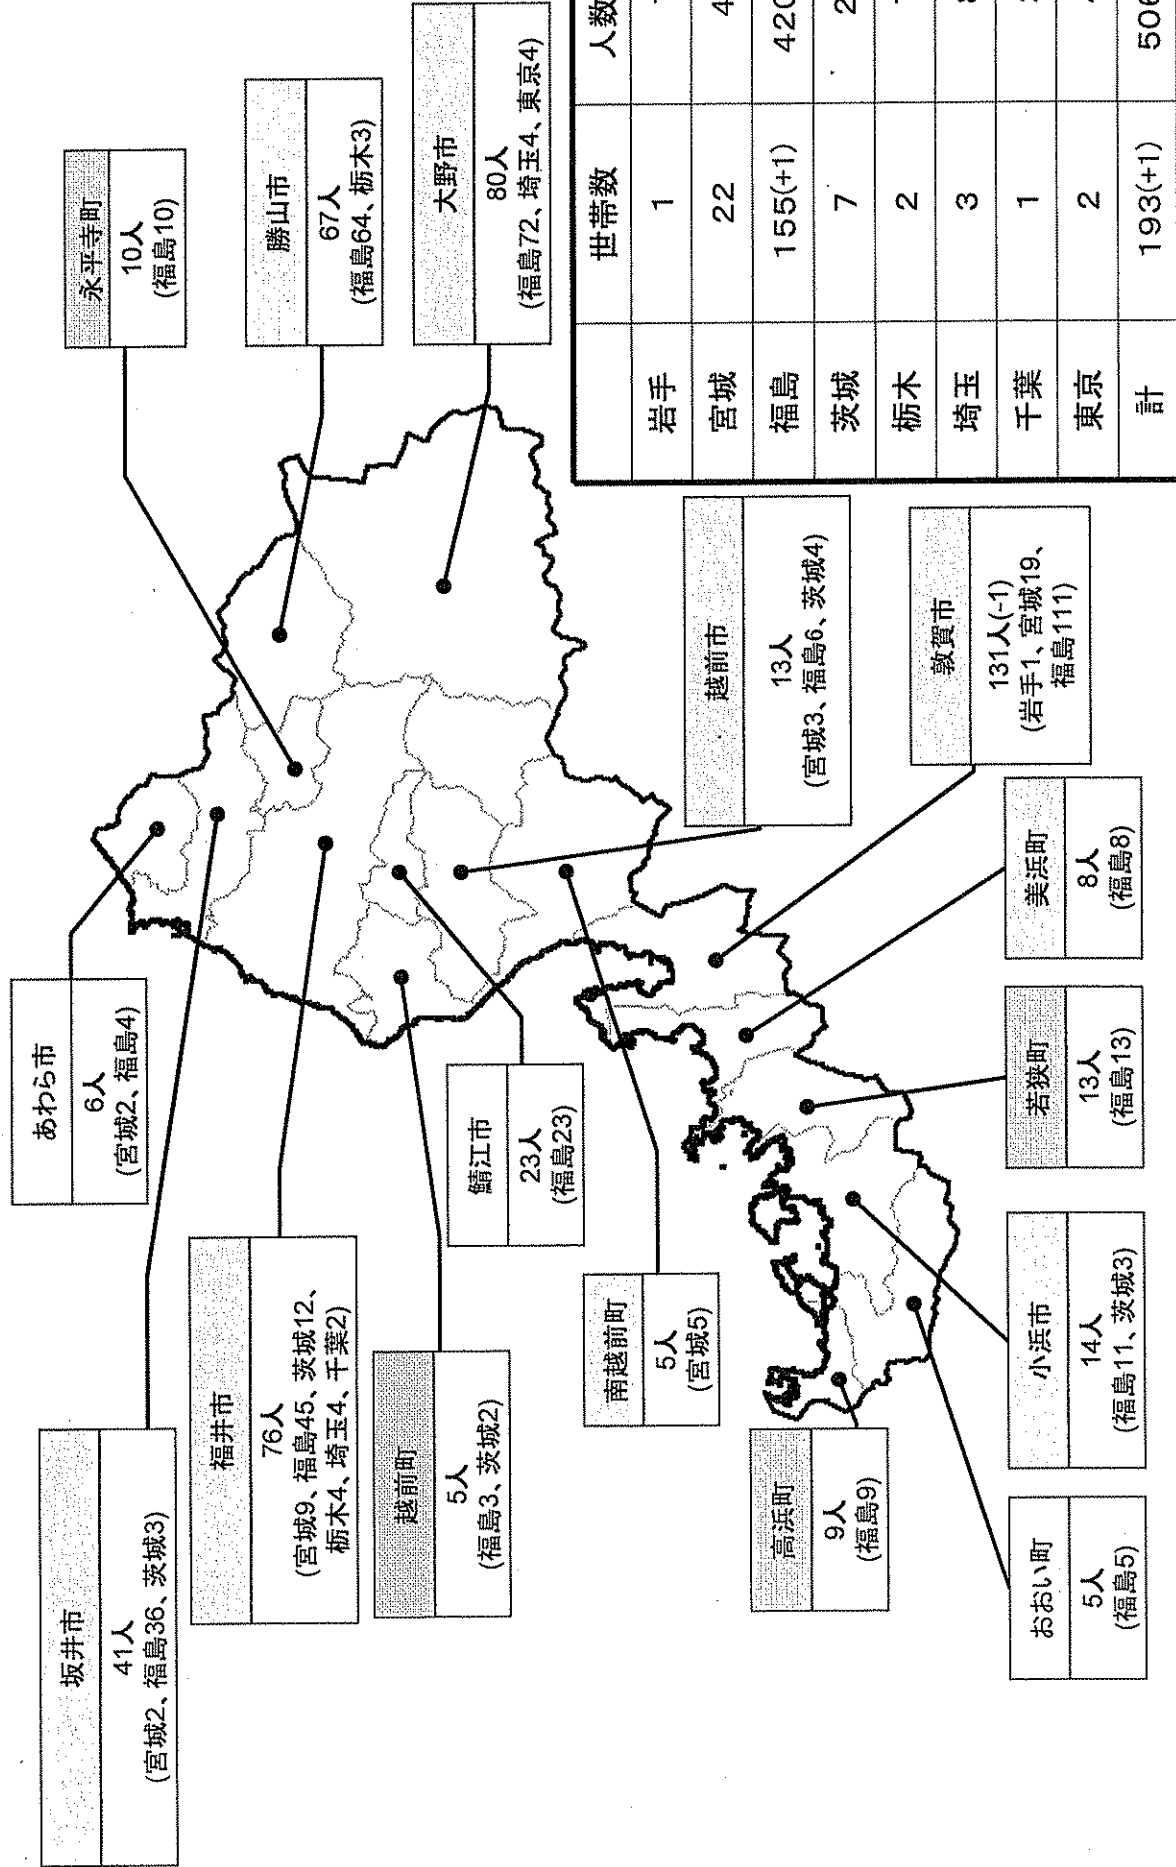 坂井市
41人
(宮城2、福島36、茨城3)
あわら市
6人
(宮城2、福島4)
永平寺町
10人
(福島10)
勝山市
67人
(福島64、栃木3)
大野市
80人
(福島72、埼玉4、東京4)
福井市
76人
(宮城9、福島45、茨城12、
栃木4、埼玉4、千葉2)
越前町
5人
(福島3、茨城2)
鯖江市
23人
(福島23)
南越前町
5人
(宮城5)
越前市
13人
(宮城3、福島6、茨城4)
敦賀市
131人(-1)
(岩手1、宮城19、
福島111)
美浜町
8人
(福島8)
若狭町
13人
(福島13)
小浜市
14人
(福島11、茨城3)
おおい町
5人
(福島5)
高浜町
9人
(福島9)
世帯数 人数
岩手 1
宮城 22 4
福島 155(+1) 420
茨城 7 2
栃木 2
埼玉 3
千葉 1
東京 2
計 193(+1) 506